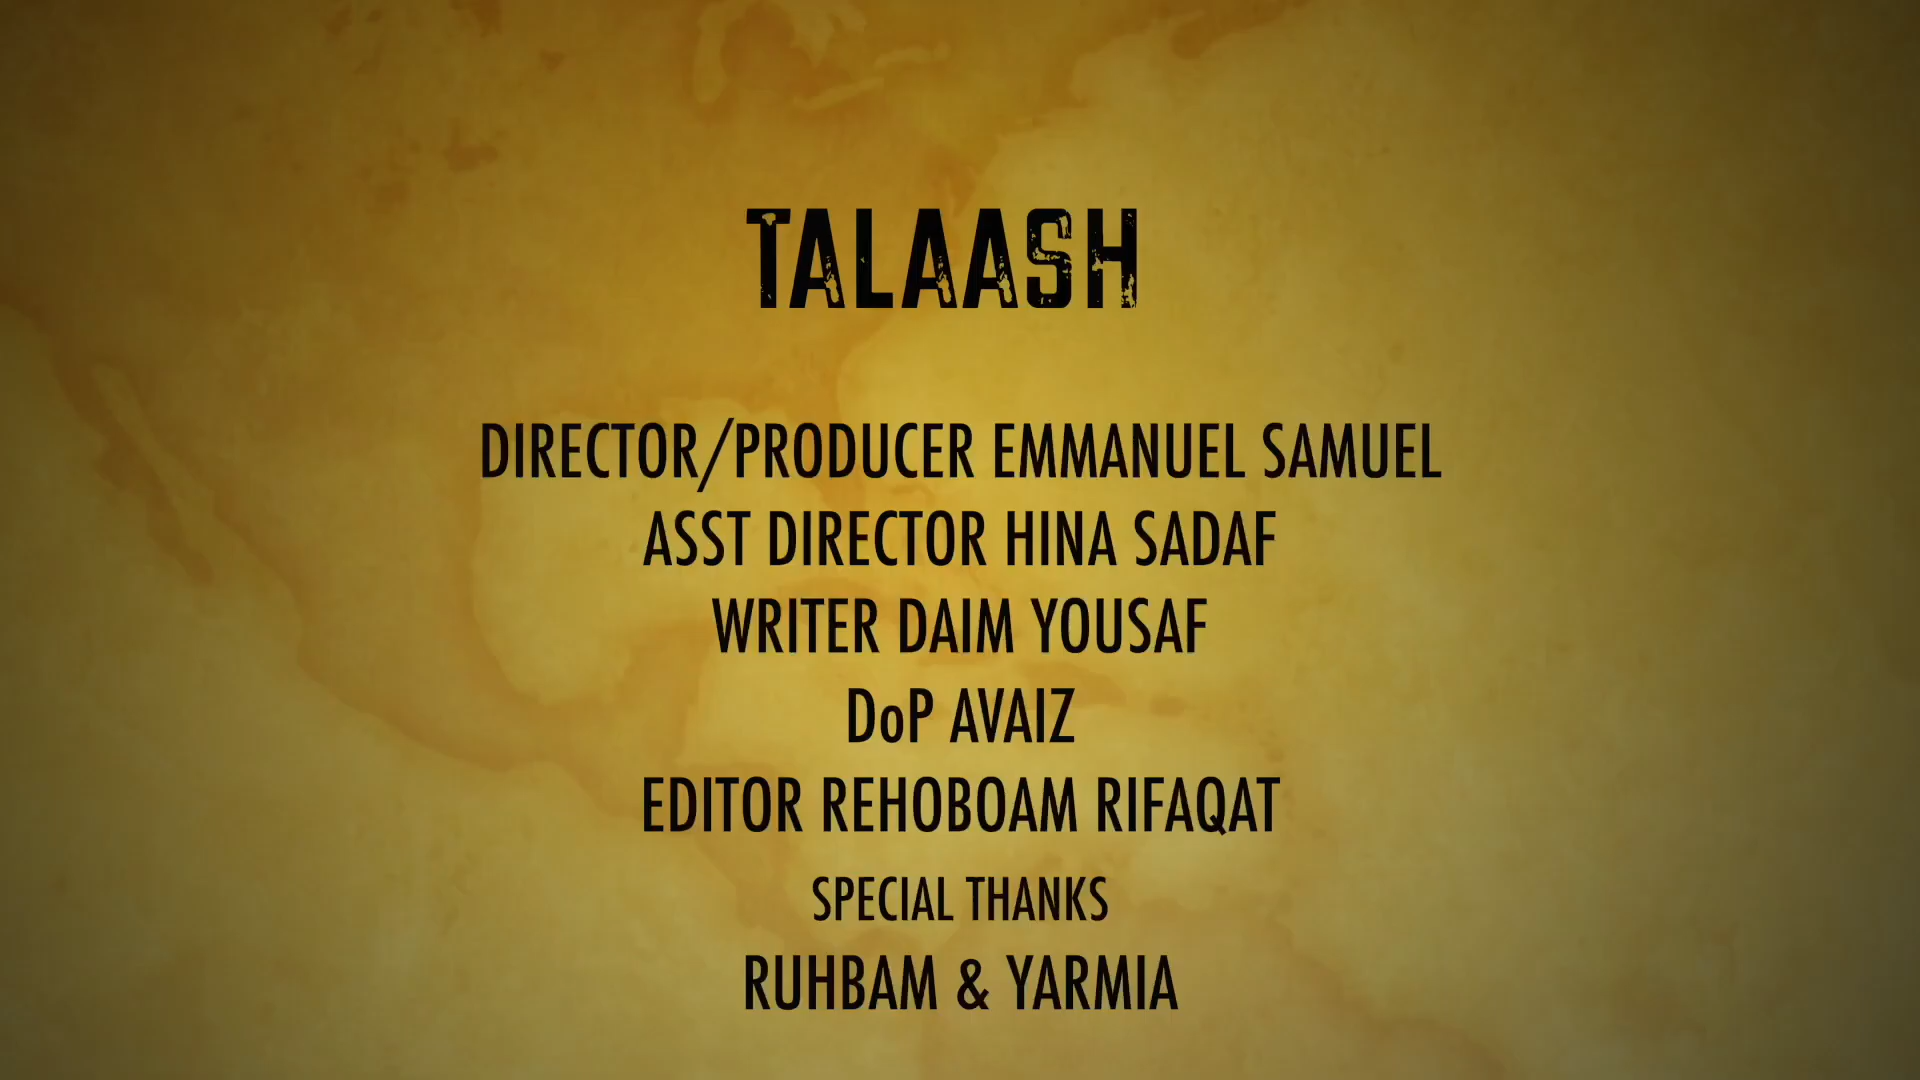 TALAASH
DIRECTOR/PRODUCER EMMANUEL SAMUEL
ASST DIRECTOR HINA SADAF
WRITER DAIM YOUSAF
DoP AVAIZ
EDITOR REHOBOAM RIFAQAT
SPECIAL THANKS
RUHBAM & YARMIA